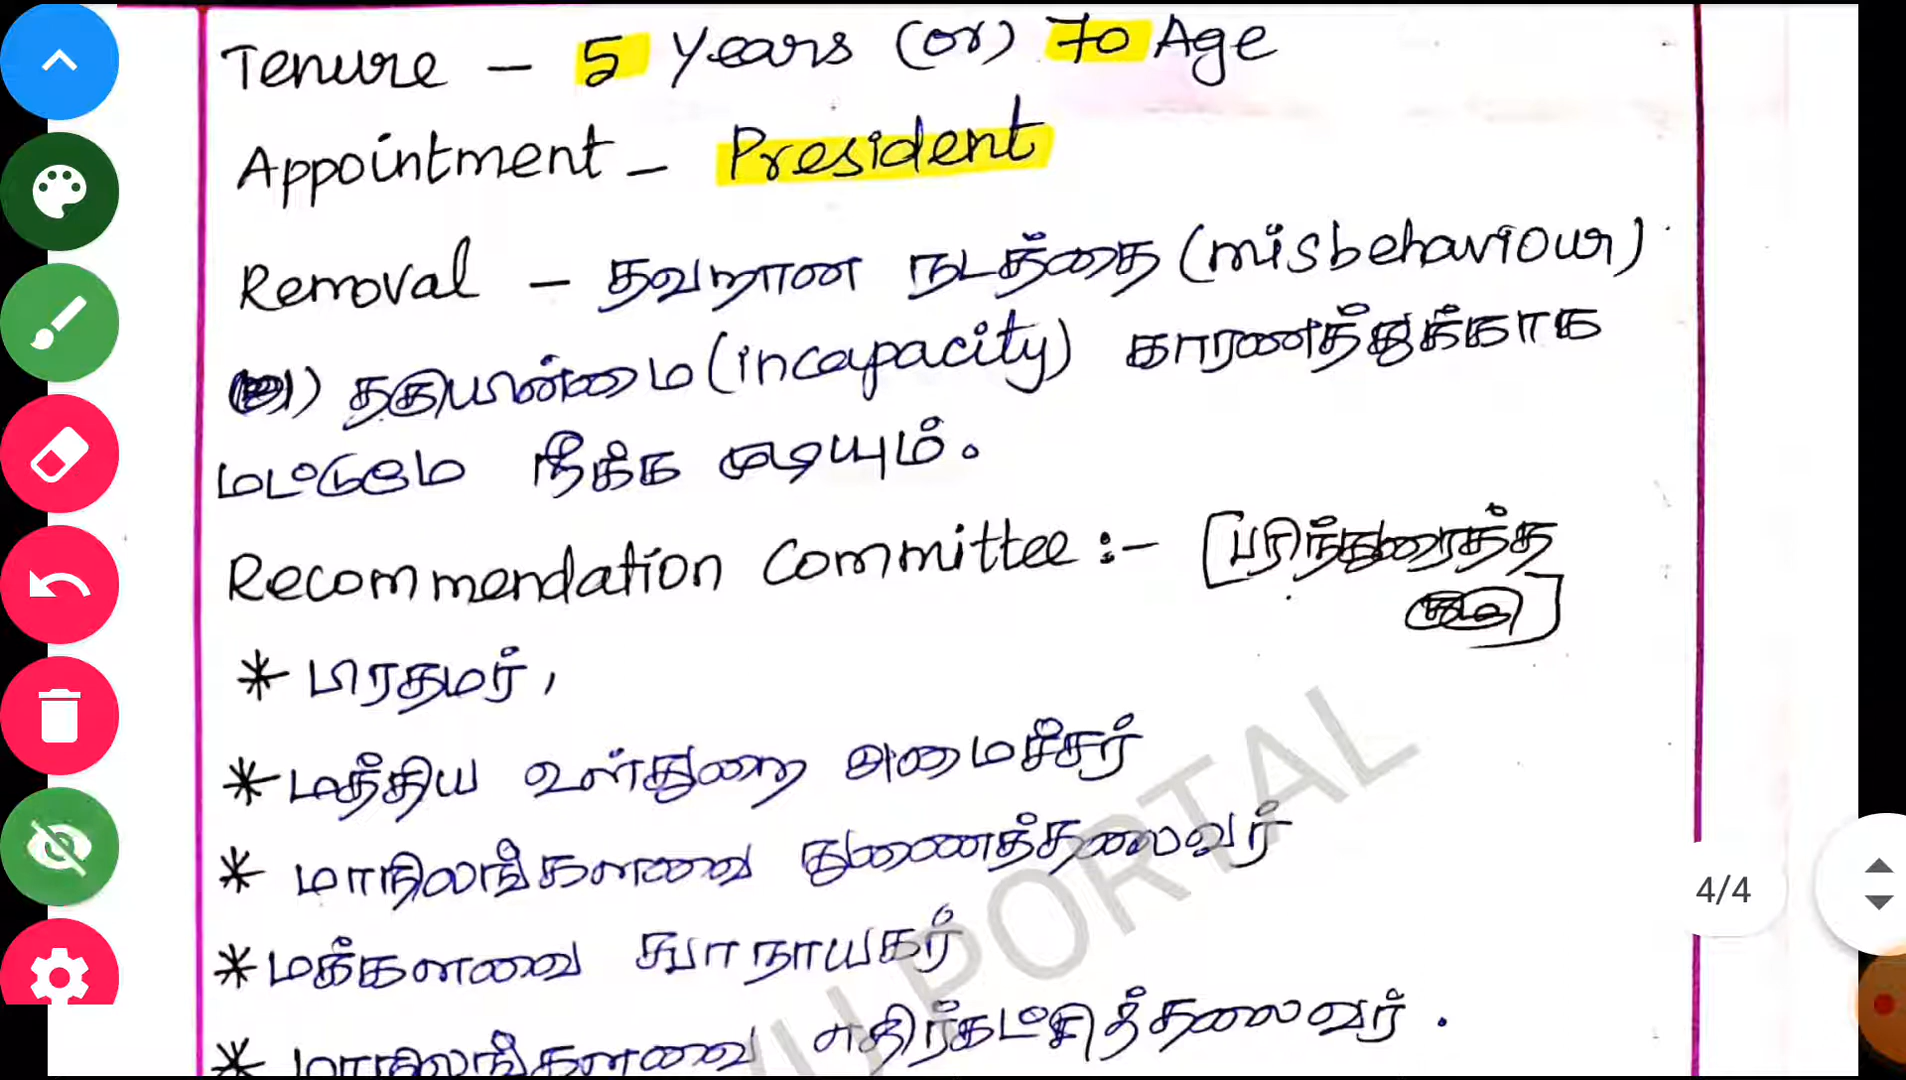 Tenure - 5 years (or) 70 Age
Appointment - President
Removal - தவறான நடத்தை (misbehaviour)
தகுயின்மை (incapacity) காரணத்துக்காக
மட்டுமே நீக்க முடியும்.
Recommendation Committee :- [பரிந்துரைத்த
குழு]
* பிரதமர்,
* மத்திய உள்துறை அமைச்சர்
* மாநிலங்களவை துணைத்தலைவர்
* மக்களவை சபாநாயகர்
* மாநிலங்களவை எதிர்கட்சித்தலைவர்.
PORTAL
4/4